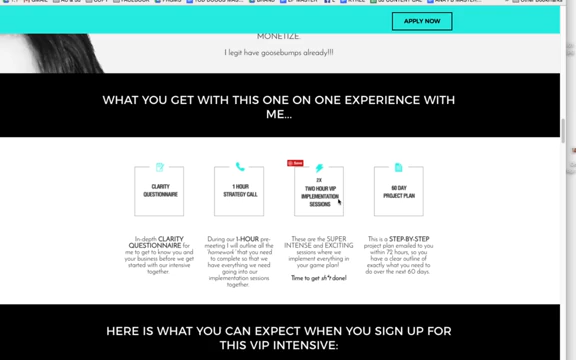 APPLY NOW
MONETIZE.
I legit have goosebumps already!!!
WHAT YOU GET WITH THIS ONE ON ONE EXPERIENCE WITH
ME...
CLARITY
QUESTIONNAIRE
In-depth CLARITY
QUESTIONNAIRE for
me to get to know you and
your business before we get
started with our intensive
together.
1 HOUR
STRATEGY CALL
During our 1-HOUR pre-
meeting I will outline all the
"homework" that you need
to complete so that we
have everything we need
going into our
implementation sessions
together.
Save
2X
TWO HOUR VIP
IMPLEMENTATION
SESSIONS
These are the SUPER
INTENSE and EXCITING
sessions where we
implement everything in
your game plan!
Time to get sh*t done!
60 DAY
PROJECT PLAN
This is a STEP-BY-STEP
project plan emailed to you
within 72 hours, so you
have a clear outline of
exactly what you need to
do over the next 60 days.
HERE IS WHAT YOU CAN EXPECT WHEN YOU SIGN UP FOR
THIS VIP INTENSIVE: